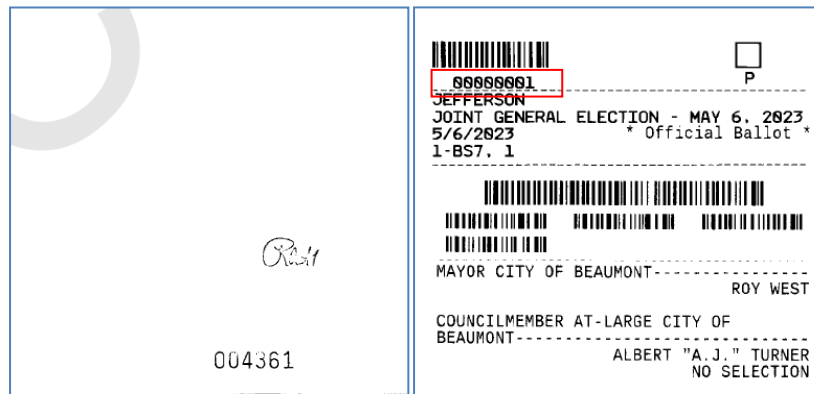 004361
00000001
P
JEFFERSON
JOINT GENERAL ELECTION - MAY 6, 2023
5/6/2023 * Official Ballot *
1-BS7, 1
MAYOR CITY OF BEAUMONT----------------
ROY WEST
COUNCILMEMBER AT-LARGE CITY OF
BEAUMONT------------------------------
ALBERT "A.J." TURNER
NO SELECTION